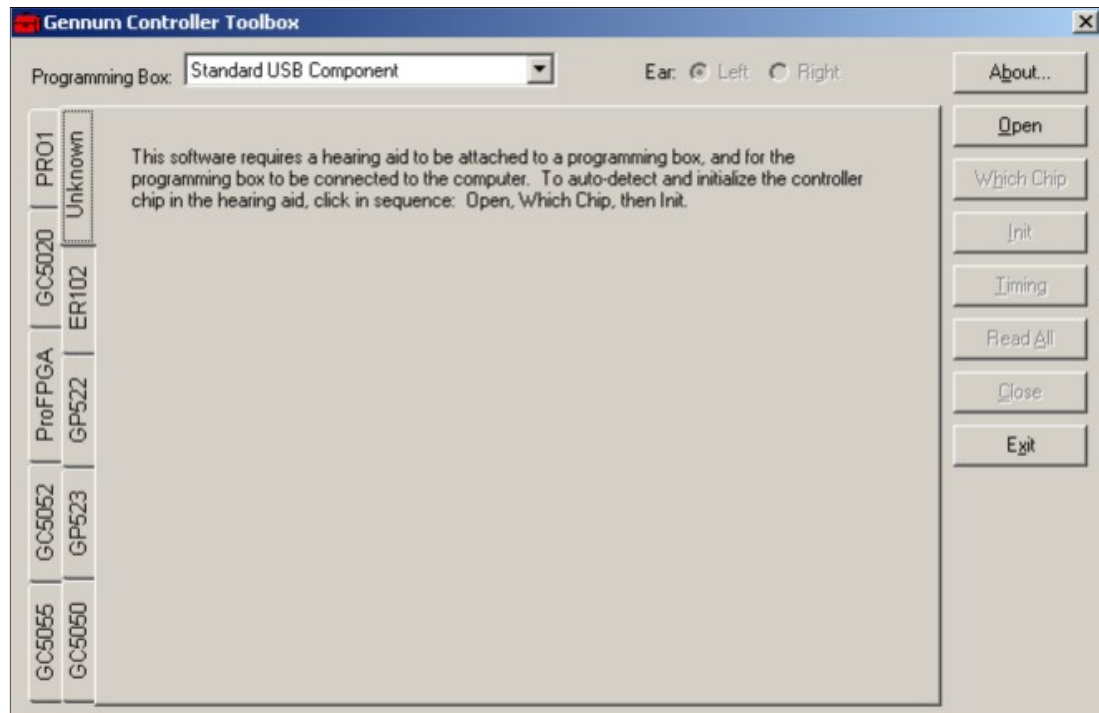 Gennum Controller Toolbox
Programming Box: Standard USB Component Ear: Left Right
About...
Open
Which Chip
Init
Timing
Read All
Close
Exit
PRO1
GC5020
ProFPGA
GC5052
GC5055
Unknown
ER102
GP522
GP523
GC5050
This software requires a hearing aid to be attached to a programming box, and for the
programming box to be connected to the computer. To auto-detect and initialize the controller
chip in the hearing aid, click in sequence: Open, Which Chip, then Init.